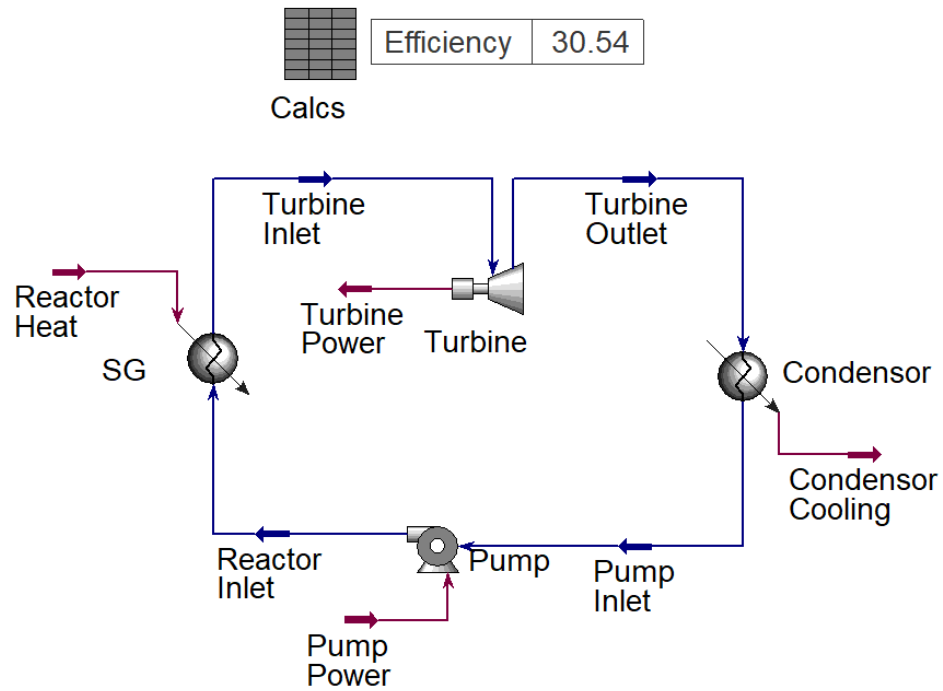 Efficiency 30.54
Calcs
Turbine
Inlet
Turbine
Outlet
Reactor
Heat
Turbine
Power
Turbine
SG
Condensor
Condensor
Cooling
Reactor
Inlet
Pump
Pump
Inlet
Pump
Power